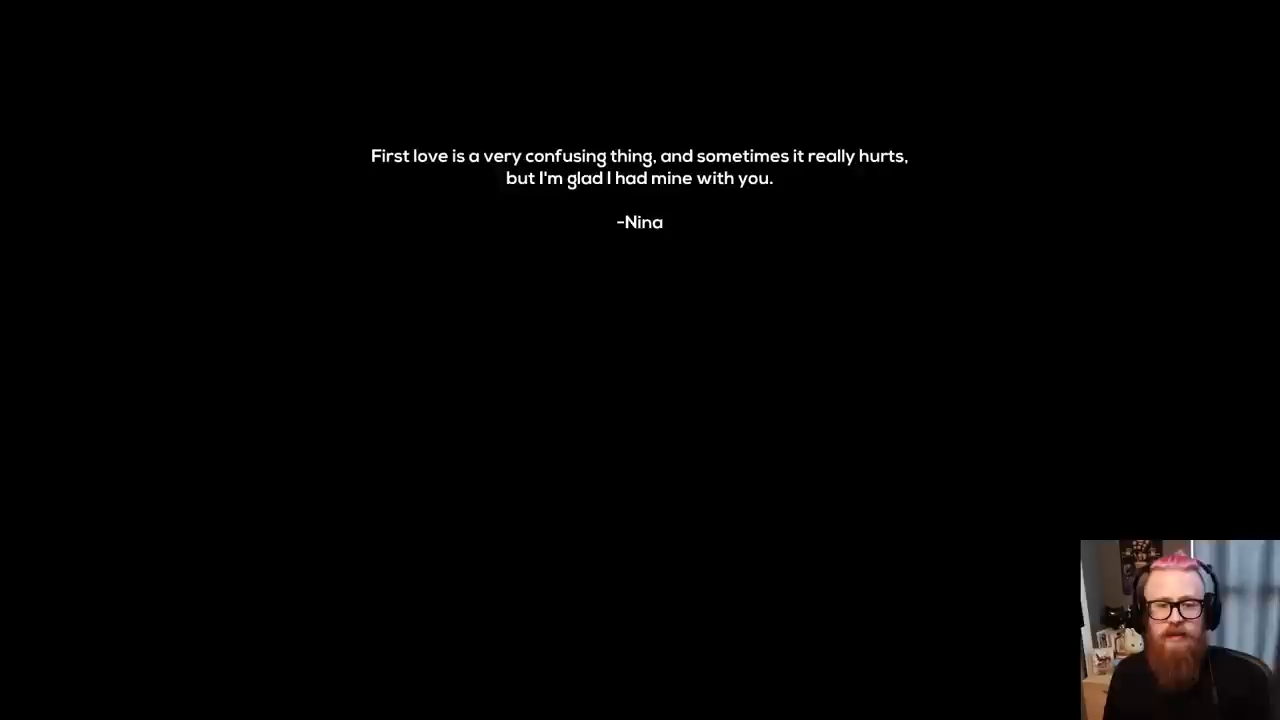 First love is a very confusing thing, and sometimes it really hurts,
but I'm glad I had mine with you.
-Nina